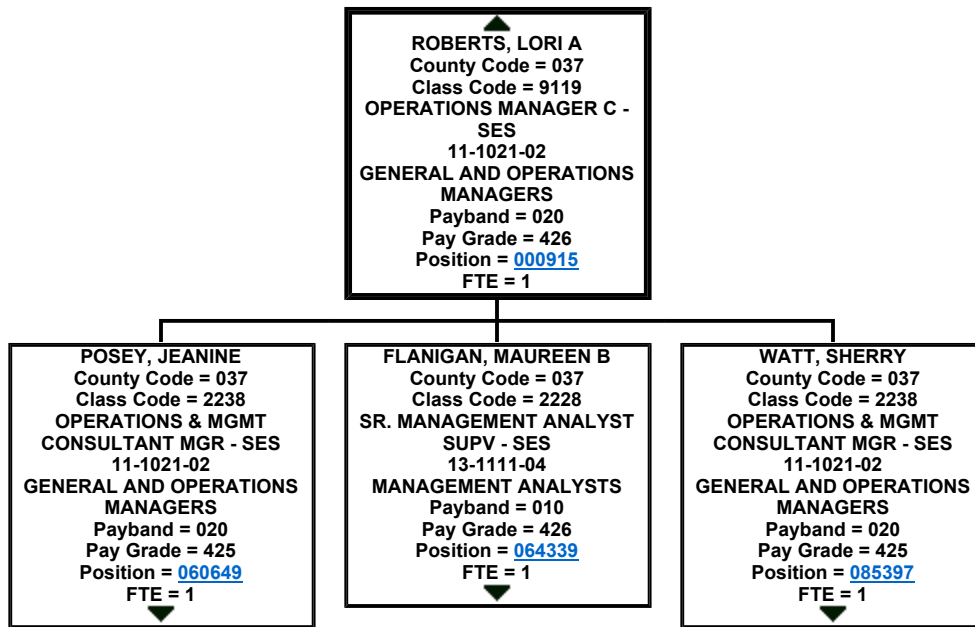 ROBERTS, LORI A
County Code = 037
Class Code = 9119
OPERATIONS MANAGER C -
SES
11-1021-02
GENERAL AND OPERATIONS
MANAGERS
Payband = 020
Pay Grade = 426
Position = 000915
FTE = 1
POSEY, JEANINE
County Code = 037
Class Code = 2238
OPERATIONS & MGMT
CONSULTANT MGR - SES
11-1021-02
GENERAL AND OPERATIONS
MANAGERS
Payband = 020
Pay Grade = 425
Position = 060649
FTE = 1
FLANIGAN, MAUREEN B
County Code = 037
Class Code = 2228
SR. MANAGEMENT ANALYST
SUPV - SES
13-1111-04
MANAGEMENT ANALYSTS
Payband = 010
Pay Grade = 426
Position = 064339
FTE = 1
WATT, SHERRY
County Code = 037
Class Code = 2238
OPERATIONS & MGMT
CONSULTANT MGR - SES
11-1021-02
GENERAL AND OPERATIONS
MANAGERS
Payband = 020
Pay Grade = 425
Position = 085397
FTE = 1